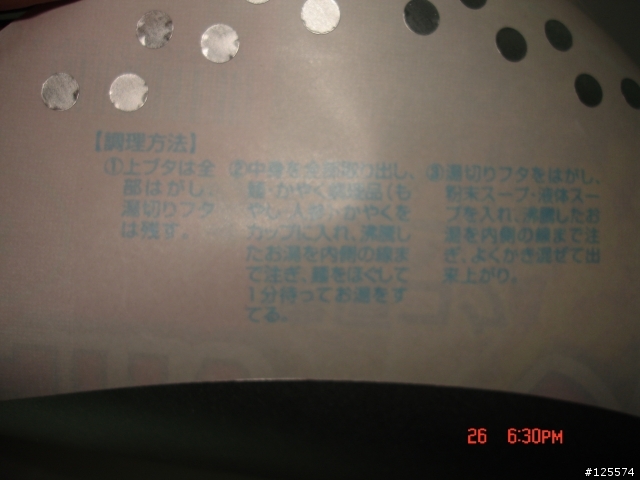 【調理方法】
①上ブタは全
部はがし、
湯切りフタ
は残す。
②中身を全部取り出し、
麺・かやく調理品（も
やし、人参）・かやくを
カップに入れ、沸騰し
たお湯を内側の線ま
で注ぎ、麺をほぐして
1分待ってお湯をす
てる。
③湯切りフタをはがし、
粉末スープ・液体スー
プを入れ、沸騰したお
湯を内側の線まで注
ぎ、よくかき混ぜて出
来上がり。
26 6:30PM
#125574